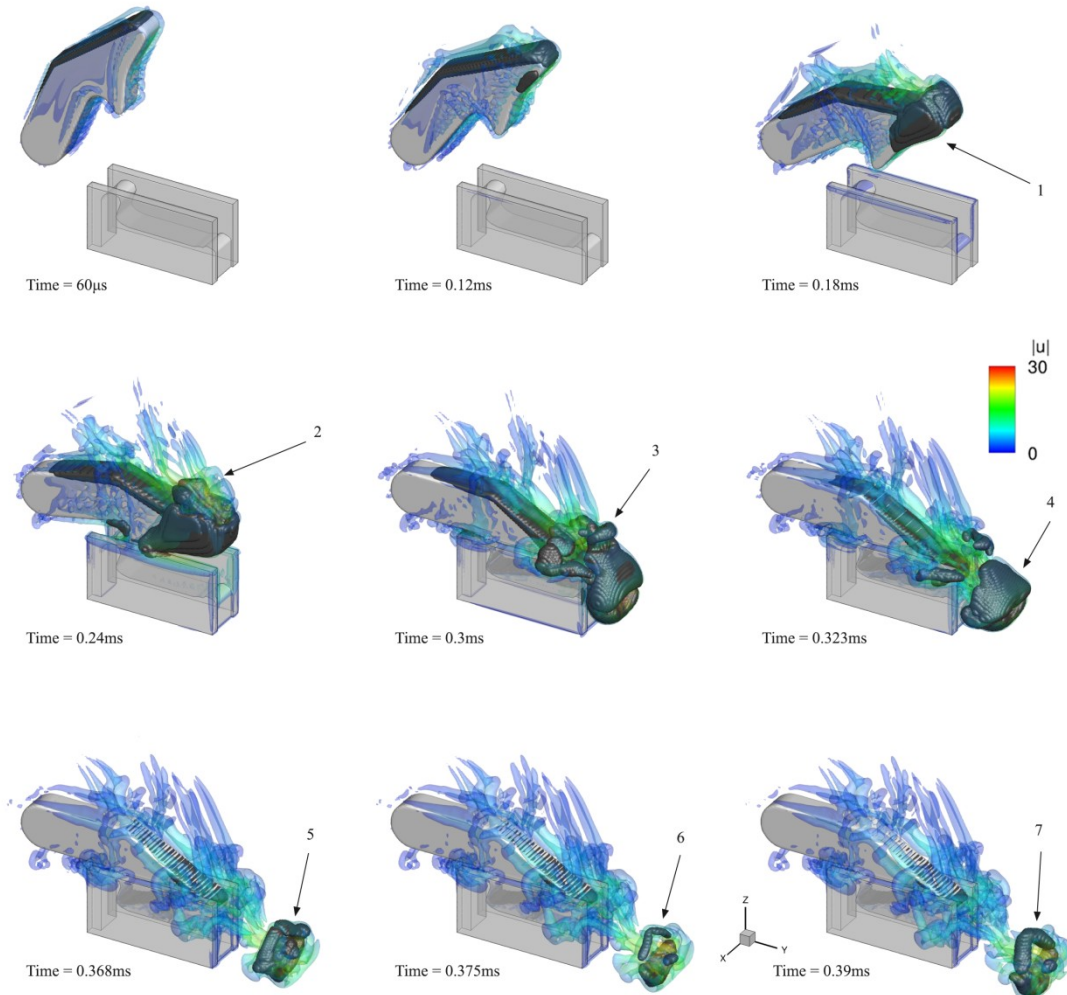 1
Time = 60μs
Time = 0.12ms
Time = 0.18ms
|u|
30
0
2
3
4
Time = 0.24ms
Time = 0.3ms
Time = 0.323ms
5
6
7
Z
Y
X
Time = 0.368ms
Time = 0.375ms
Time = 0.39ms